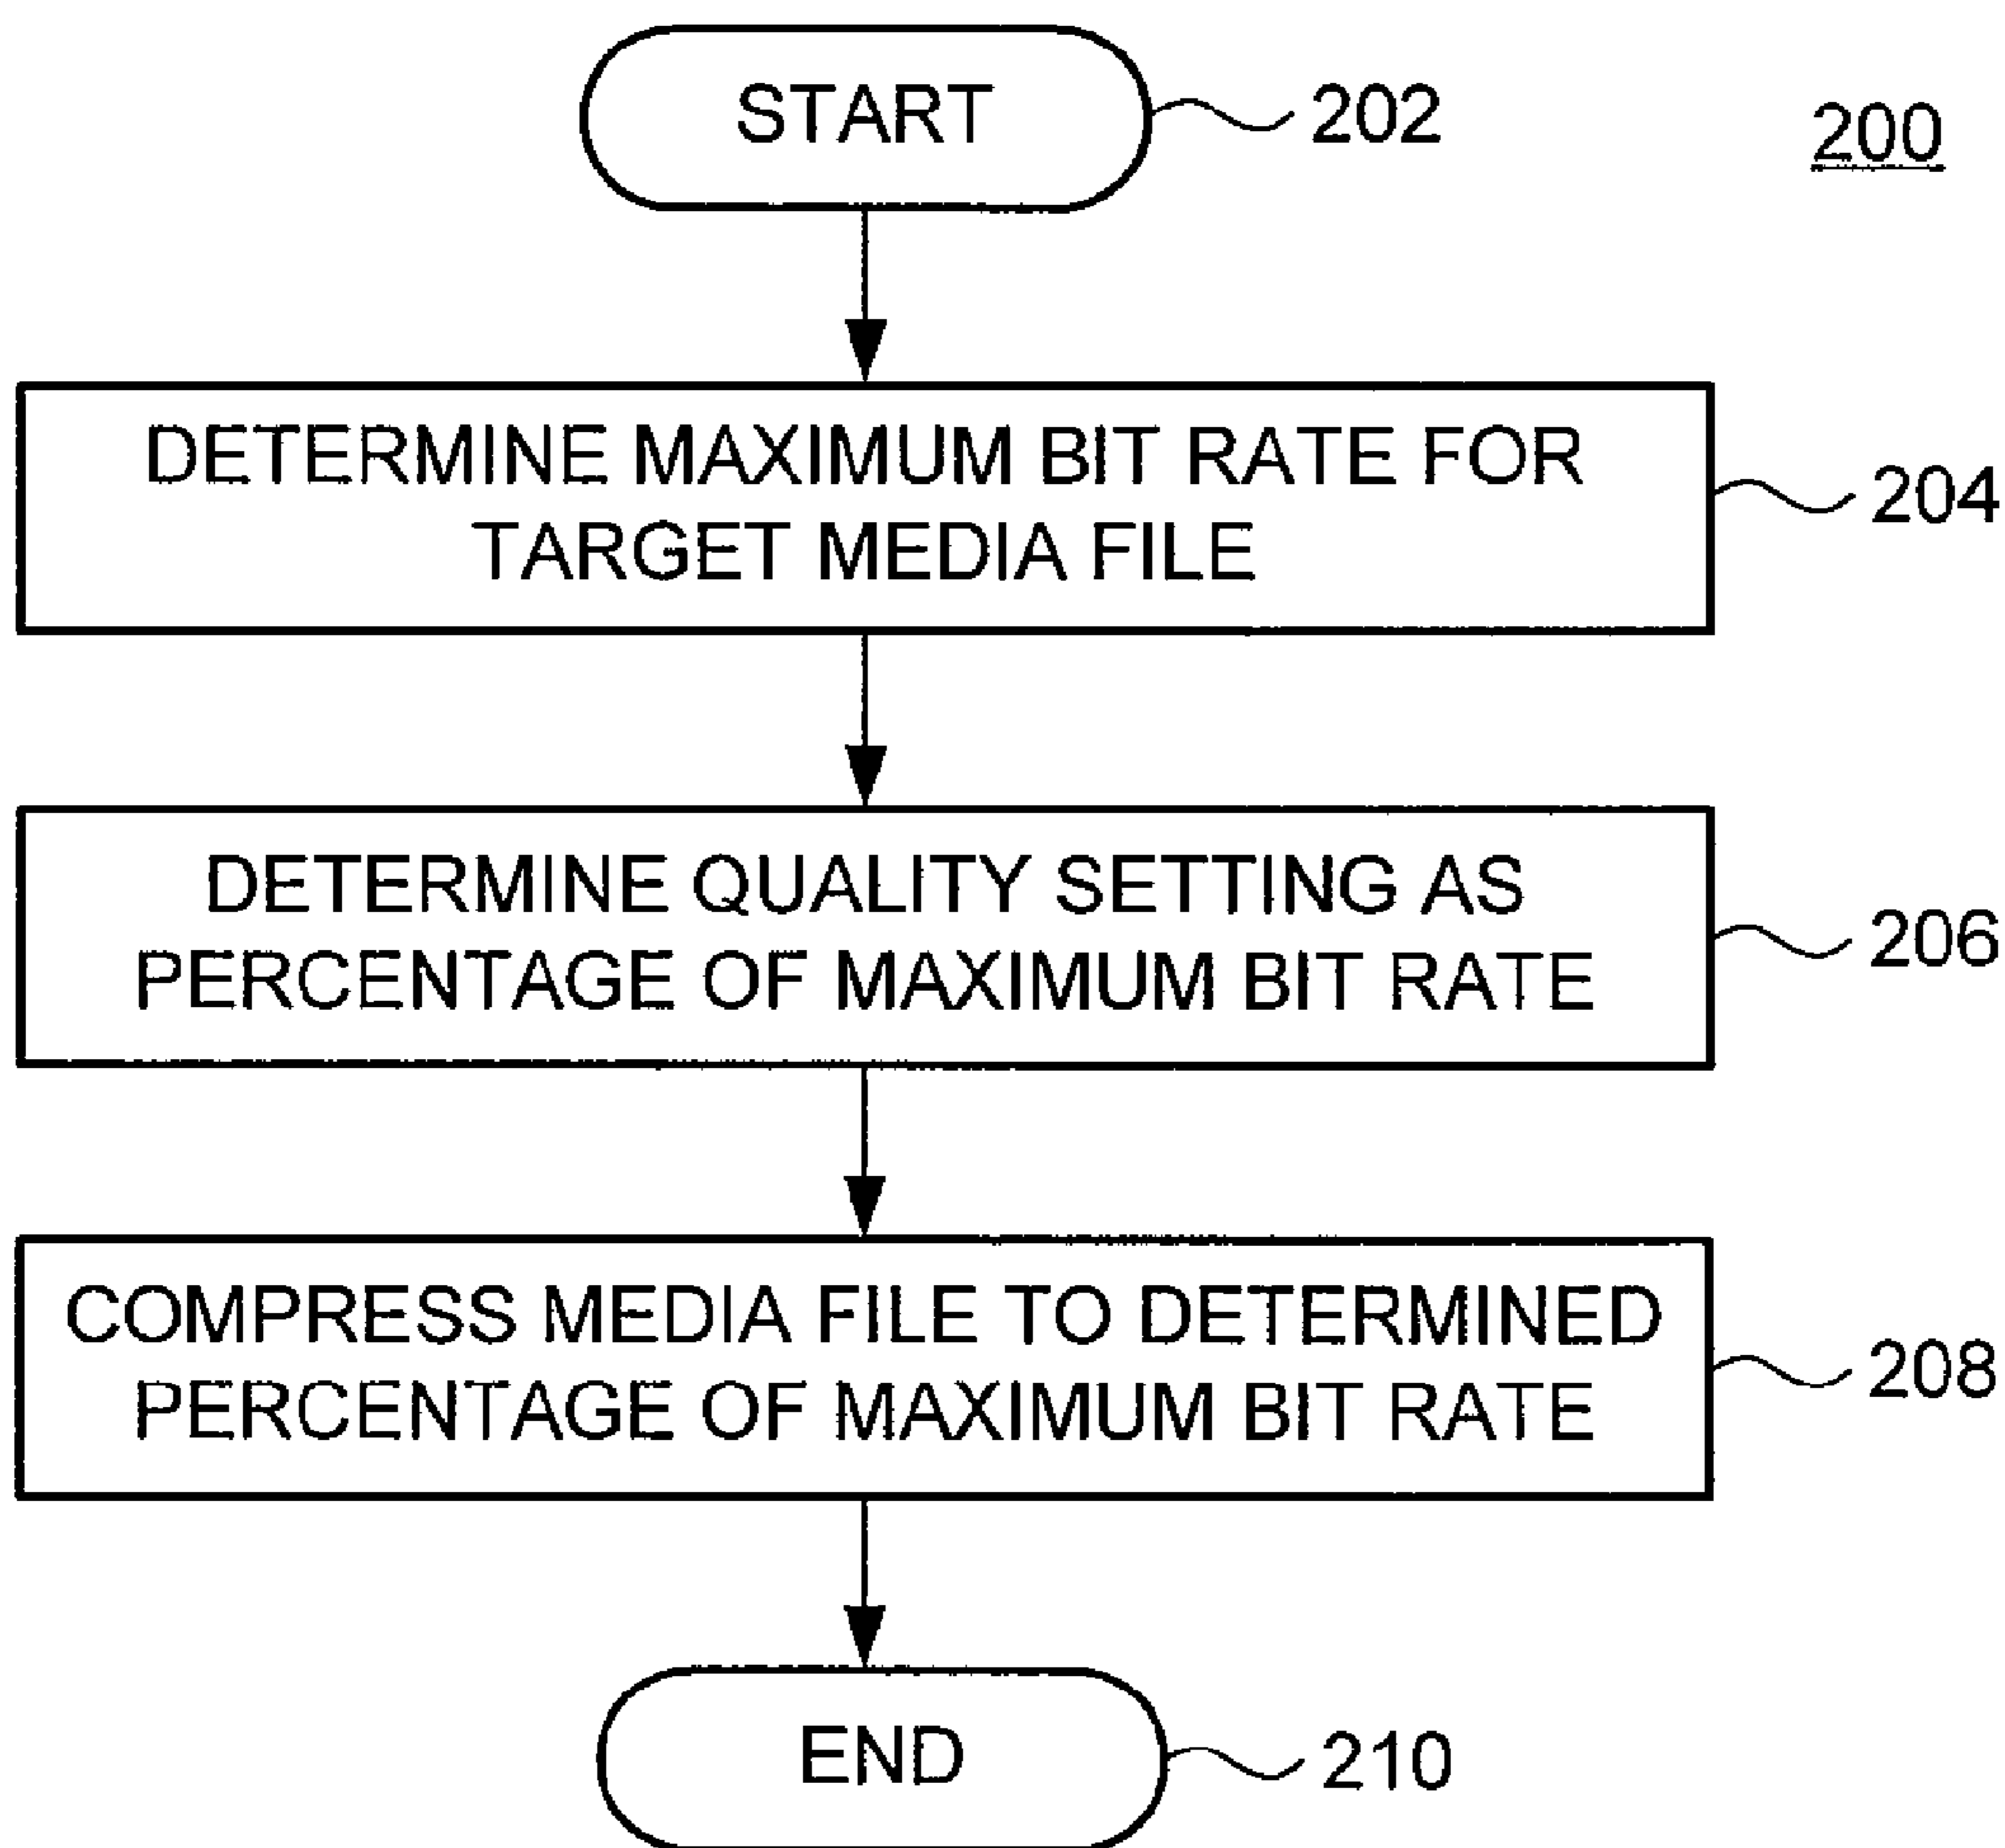 START
202
200
DETERMINE MAXIMUM BIT RATE FOR
TARGET MEDIA FILE
204
DETERMINE QUALITY SETTING AS
PERCENTAGE OF MAXIMUM BIT RATE
206
COMPRESS MEDIA FILE TO DETERMINED
PERCENTAGE OF MAXIMUM BIT RATE
208
END
210